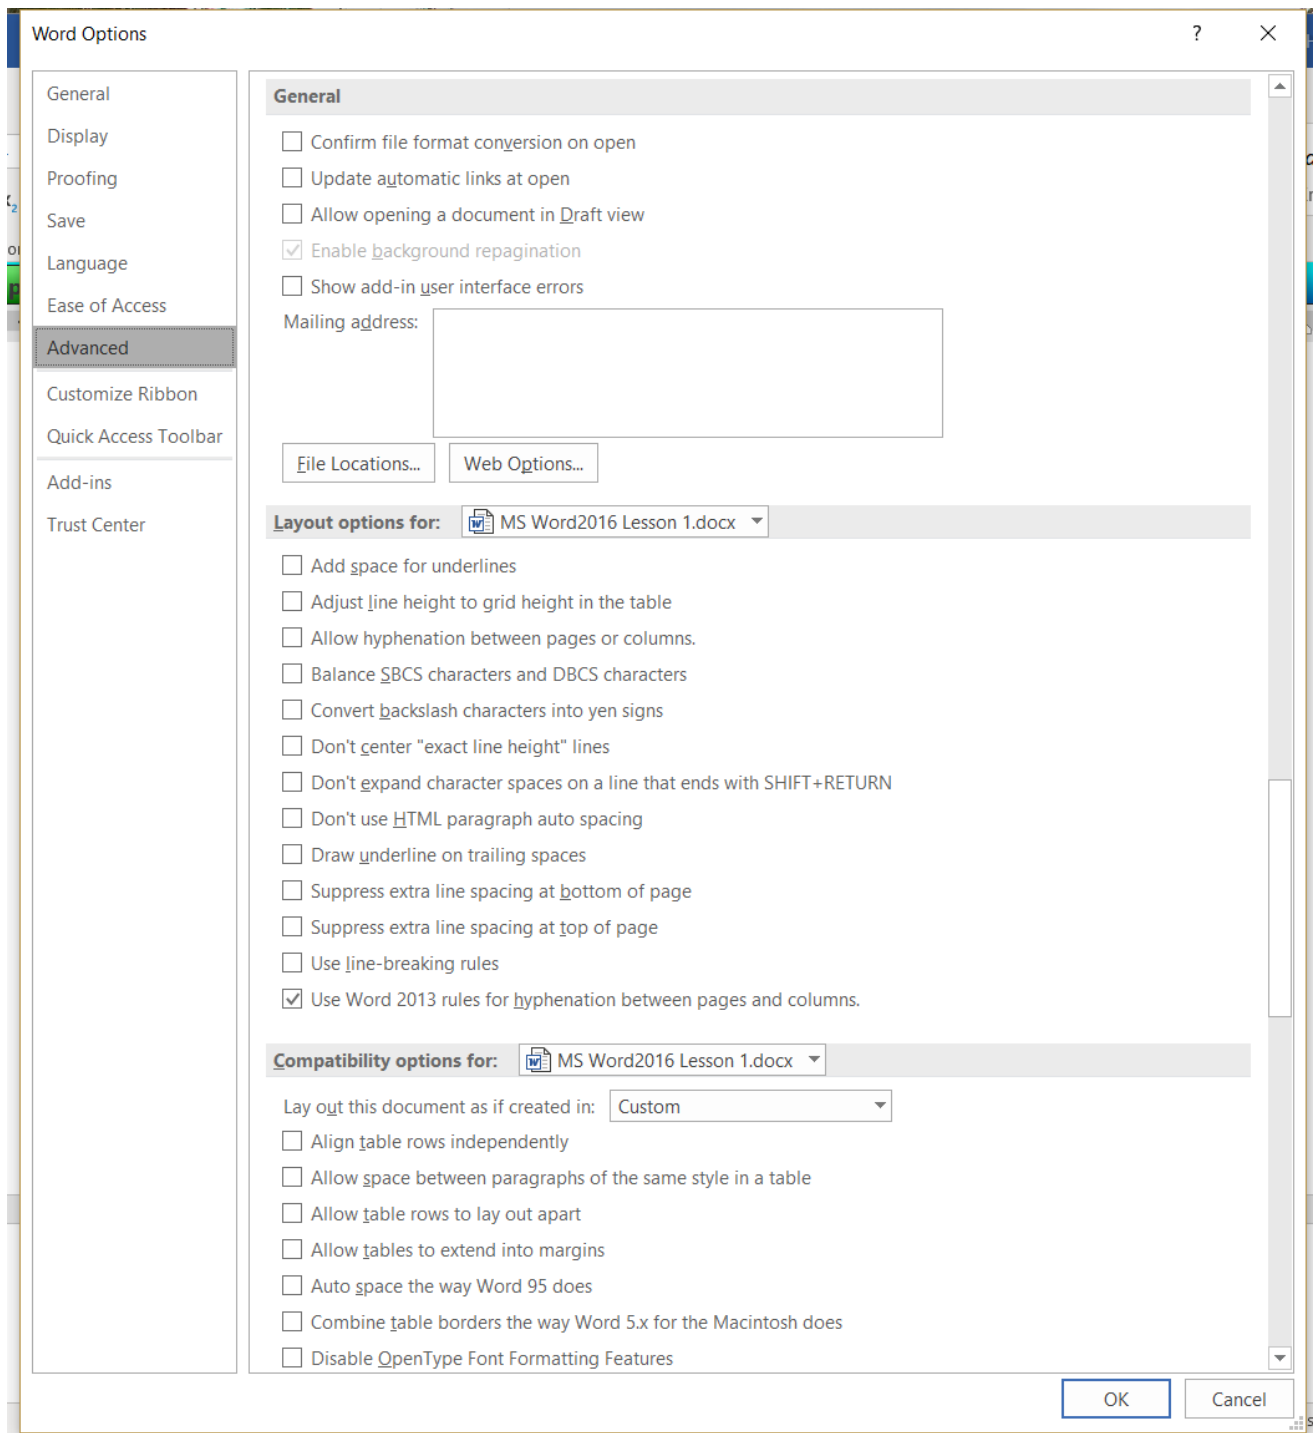 Word Options
?
General
Display
Proofing
Save
Language
Ease of Access
Advanced
Customize Ribbon
Quick Access Toolbar
Add-ins
Trust Center
General
Confirm file format conversion on open
Update automatic links at open
Allow opening a document in Draft view
Enable background repagination
Show add-in user interface errors
Mailing address:
File Locations... Web Options...
Layout options for: MS Word2016 Lesson 1.docx
Add space for underlines
Adjust line height to grid height in the table
Allow hyphenation between pages or columns.
Balance SBCS characters and DBCS characters
Convert backslash characters into yen signs
Don't center "exact line height" lines
Don't expand character spaces on a line that ends with SHIFT+RETURN
Don't use HTML paragraph auto spacing
Draw underline on trailing spaces
Suppress extra line spacing at bottom of page
Suppress extra line spacing at top of page
Use line-breaking rules
Use Word 2013 rules for hyphenation between pages and columns.
Compatibility options for: MS Word2016 Lesson 1.docx
Lay out this document as if created in: Custom
Align table rows independently
Allow space between paragraphs of the same style in a table
Allow table rows to lay out apart
Allow tables to extend into margins
Auto space the way Word 95 does
Combine table borders the way Word 5.x for the Macintosh does
Disable OpenType Font Formatting Features
OK Cancel